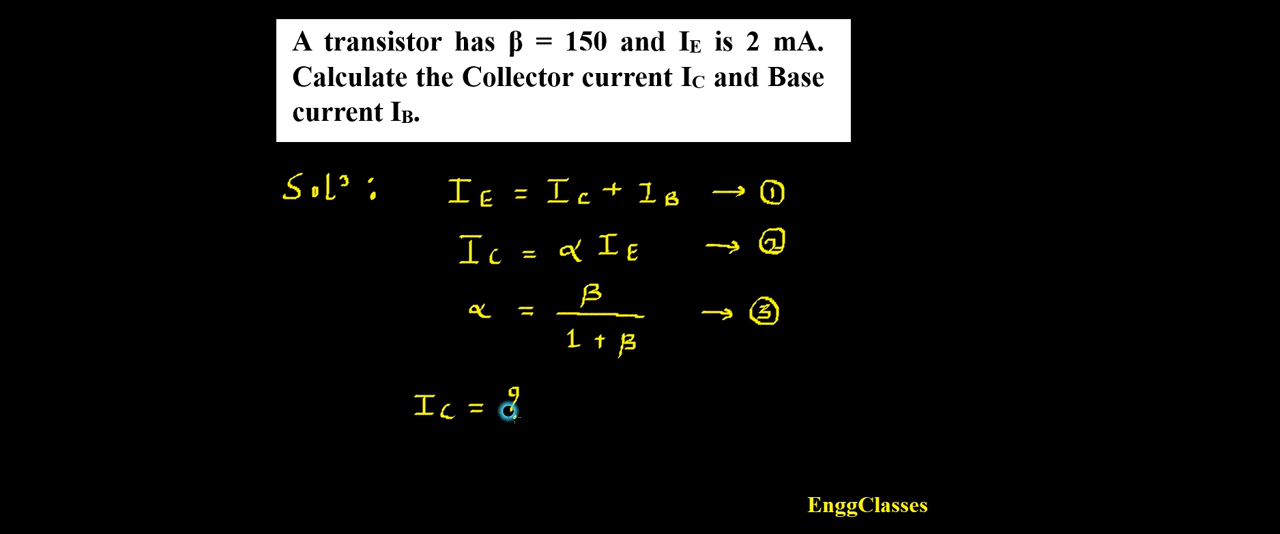 A transistor has β = 150 and IE is 2 mA.
Calculate the Collector current IC and Base
current IB.
Soln :
IE = IC + IB → ①
IC = α IE → ②
α = β / 1 + β → ③
IC =
EnggClasses